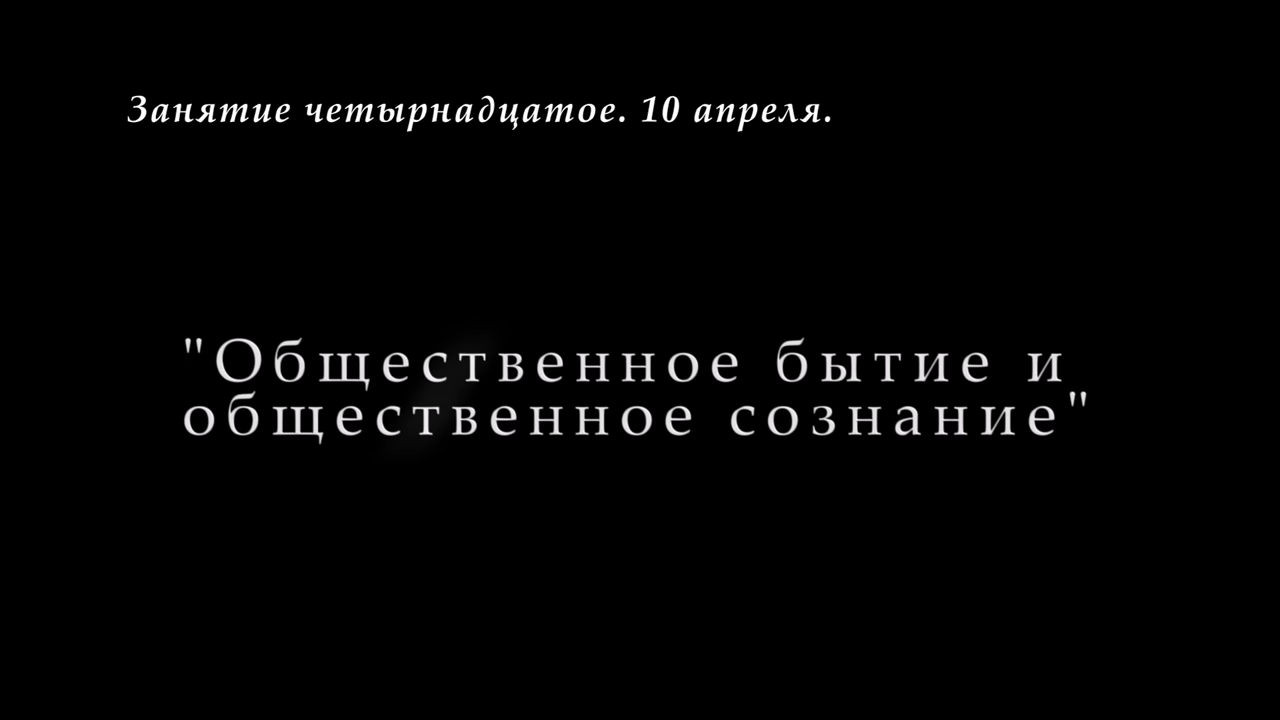 Занятие четырнадцатое. 10 апреля.
"Общественное бытие и
общественное сознание"